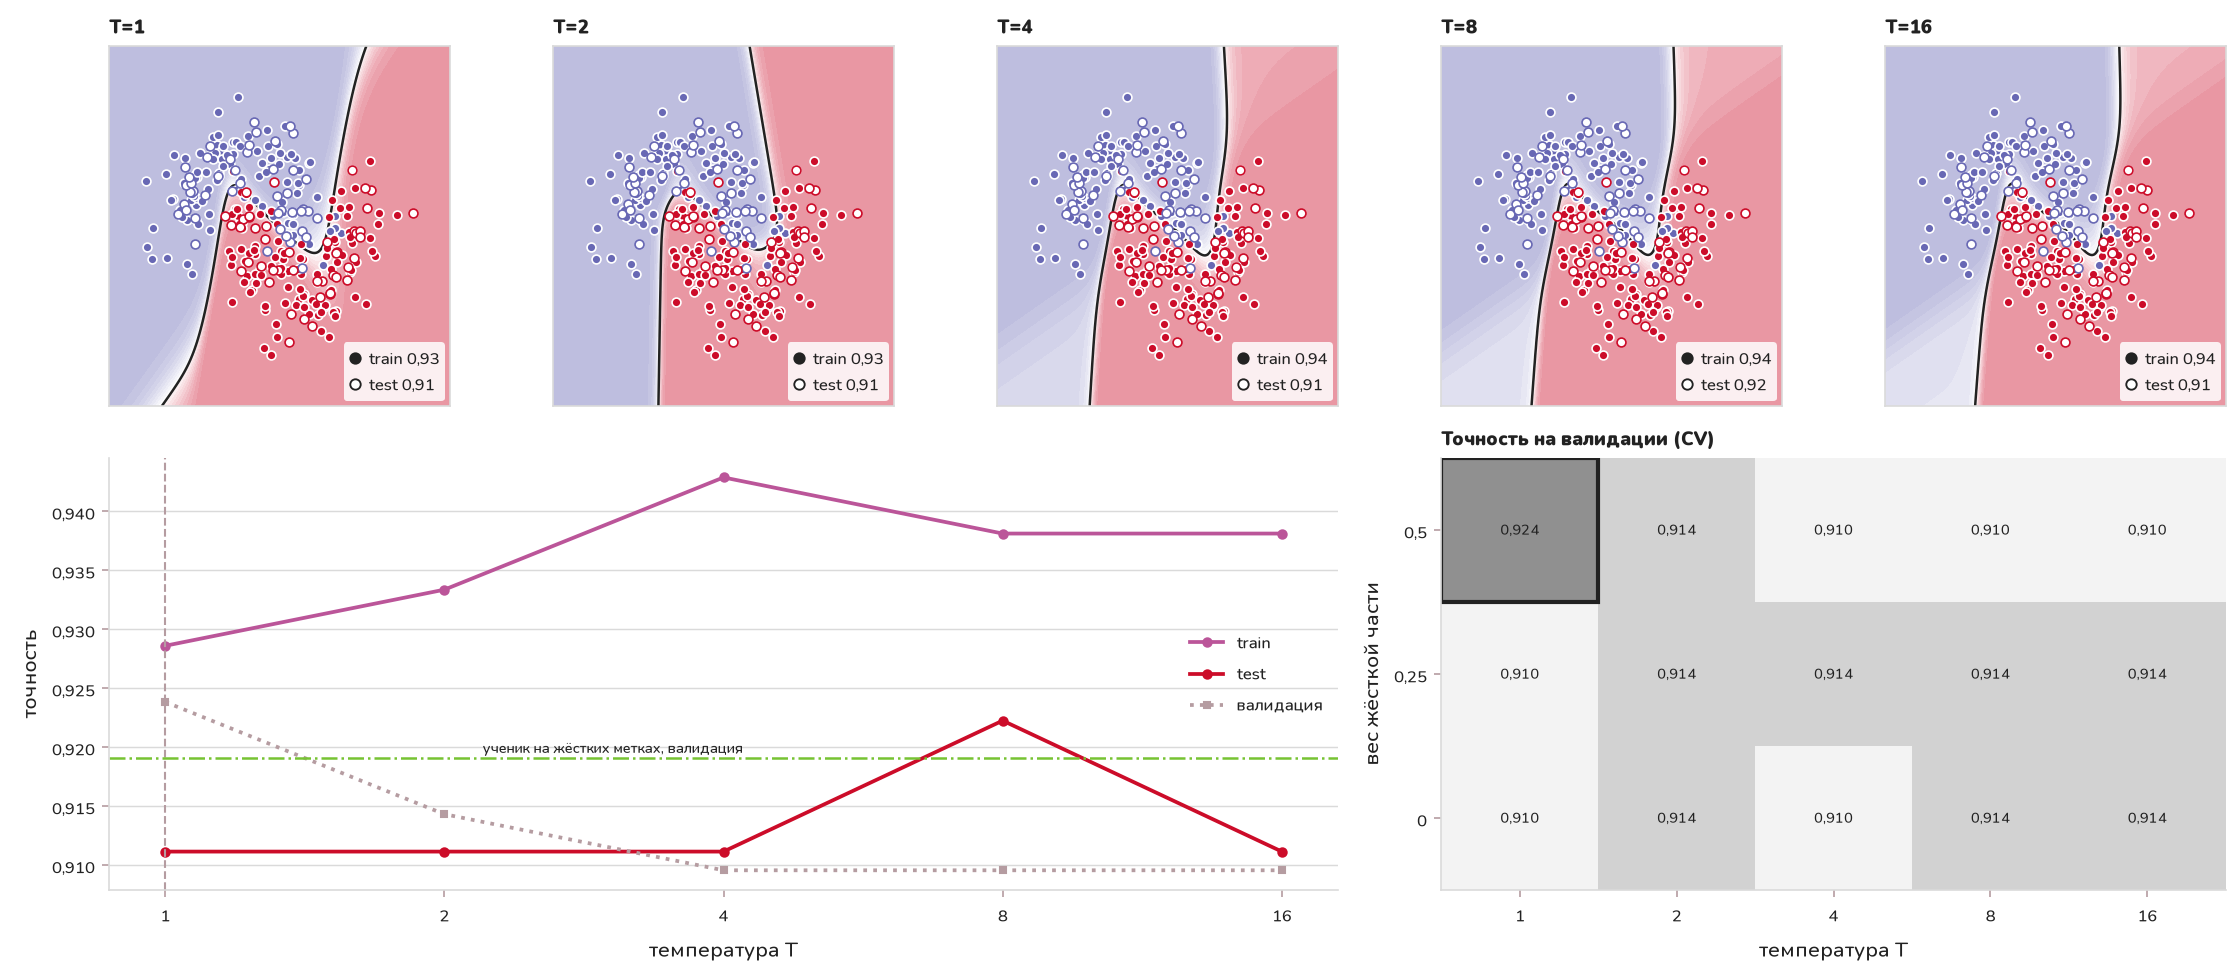 T=1
T=2
T=4
T=8
T=16
train 0,93
test 0,91
train 0,93
test 0,91
train 0,94
test 0,91
train 0,94
test 0,92
train 0,94
test 0,91
точность
0,940
0,935
0,930
0,925
0,920
0,915
0,910
ученик на жёстких метках, валидация
train
test
валидация
1 2 4 8 16
температура T
Точность на валидации (CV)
вес жёсткой части
0,5 0,924 0,914 0,910 0,910 0,910
0,25 0,910 0,914 0,914 0,914 0,914
0 0,910 0,914 0,910 0,914 0,914
1 2 4 8 16
температура T